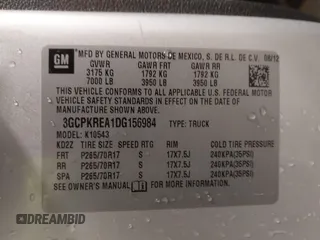 GM
MFD BY GENERAL MOTORS DE MEXICO, S. DE R.L. DE C.V. 08/12
GVWR GAWR FRT GAWR RR
3175 KG 1792 KG 1792 KG
7000 LB 3950 LB 3950 LB
THIS VEHICLE CONFORMS TO ALL APPLICABLE U.S. FEDERAL MOTOR
VEHICLE SAFETY STANDARDS IN EFFECT ON THE DATE OF
MANUFACTURE SHOWN ABOVE.
3GCPKREA1DG156984 TYPE: TRUCK
MODEL: K10543
KD2Z TIRE SIZE SPEED RTG RIM COLD TIRE PRESSURE
FRT P265/70R17 S 17X7.5J 240KPA(35PSI)
RR P265/70R17 S 17X7.5J 240KPA(35PSI)
SPA P265/70R17 S 17X7.5J 240KPA(35PSI)
DREAMBID